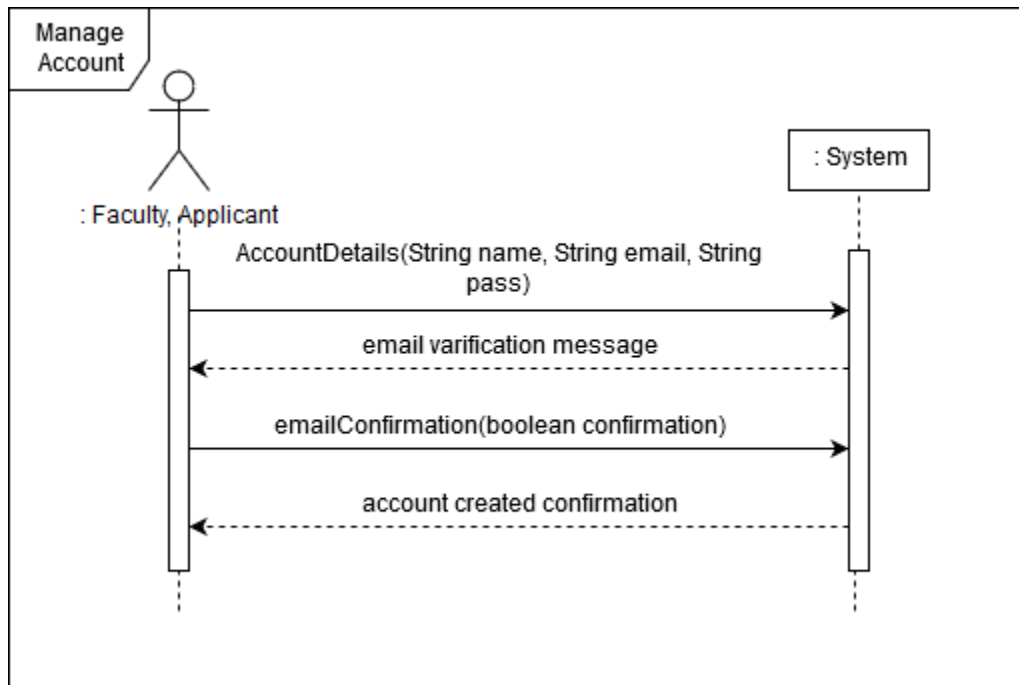 Manage
Account
: System
: Faculty, Applicant
AccountDetails(String name, String email, String
pass)
email varification message
emailConfirmation(boolean confirmation)
account created confirmation